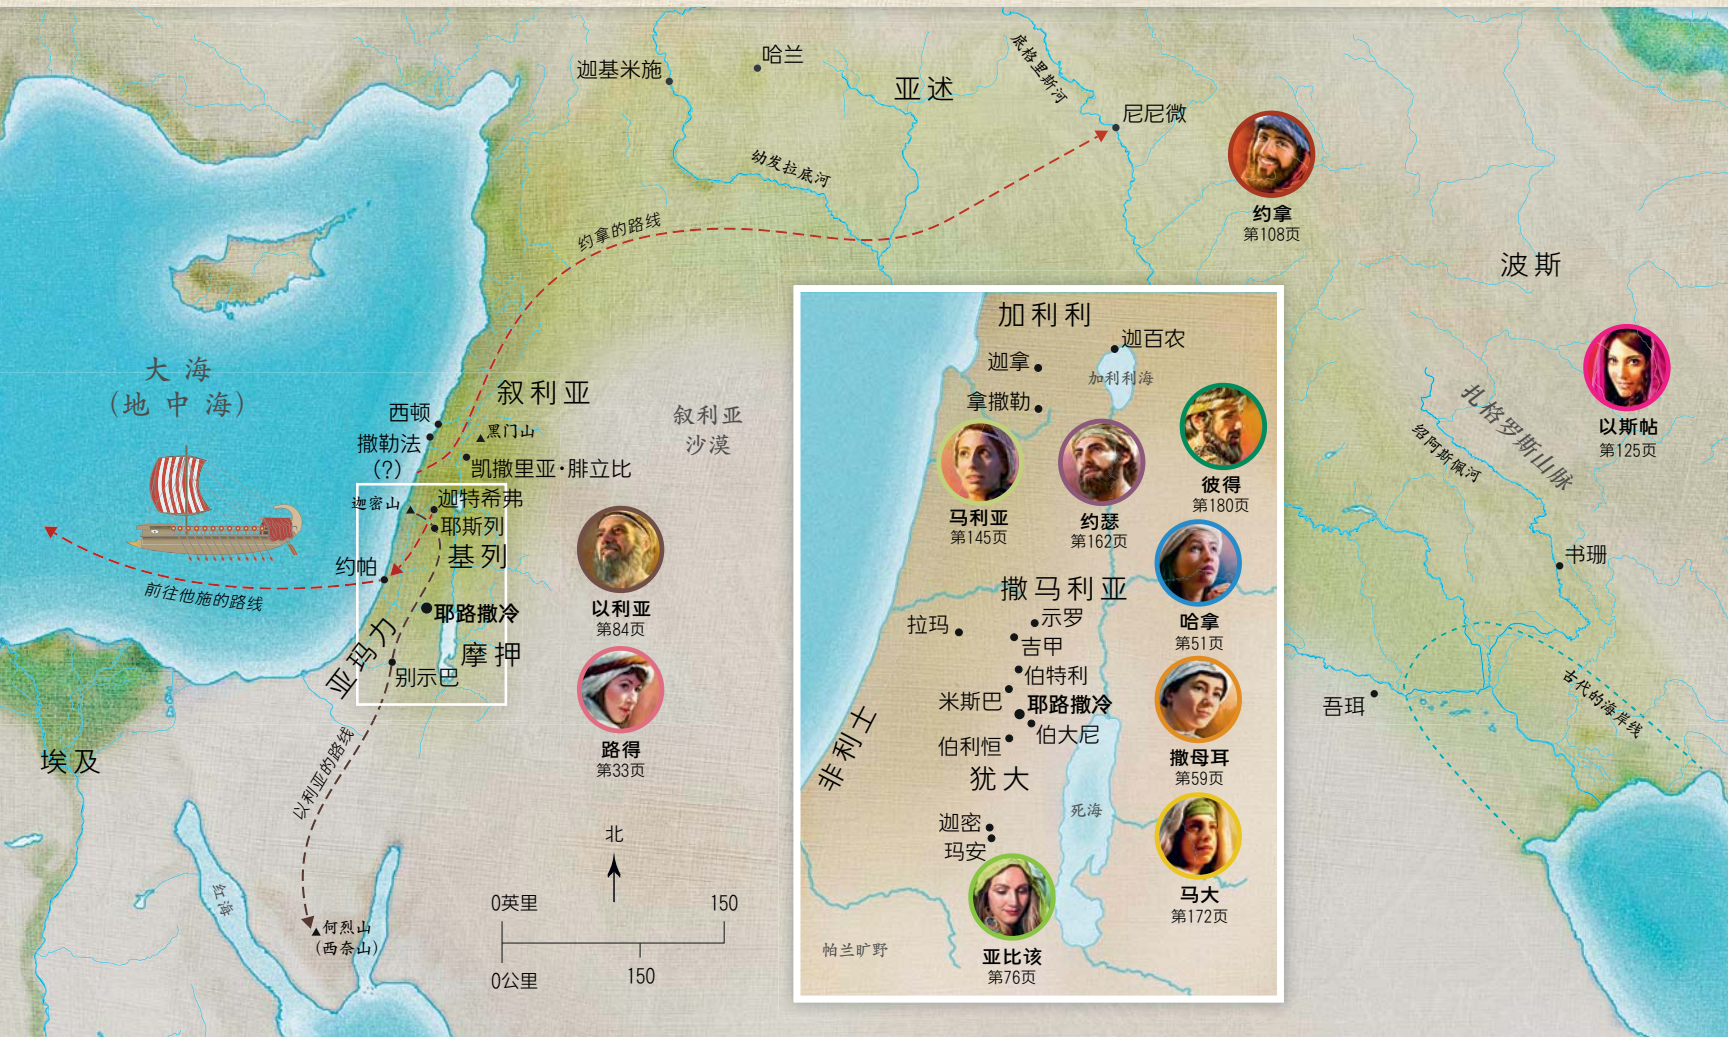 迦基米施
哈兰
亚述
底格里斯河
尼尼微
幼发拉底河
约拿的路线
约拿
第108页
波斯
以斯帖
第125页
扎格罗斯山脉
绍阿斯佩河
书珊
古代的海岸线
吾珥
大海
(地中海)
叙利亚
叙利亚
沙漠
西顿
撒勒法
(?)
黑门山
凯撒里亚·腓立比
迦密山
迦特希弗
耶斯列
基列
约帕
前往他施的路线
耶路撒冷
亚玛力
摩押
别示巴
以利亚
第84页
路得
第33页
埃及
以利亚的路线
红海
何烈山
(西奈山)
北
0英里
150
0公里
150
加利利
迦百农
迦拿
加利利海
拿撒勒
马利亚
第145页
约瑟
第162页
彼得
第180页
撒马利亚
哈拿
第51页
拉玛
示罗
吉甲
伯特利
米斯巴
耶路撒冷
伯大尼
伯利恒
撒母耳
第59页
非利士
犹大
死海
迦密
玛安
马大
第172页
帕兰旷野
亚比该
第76页